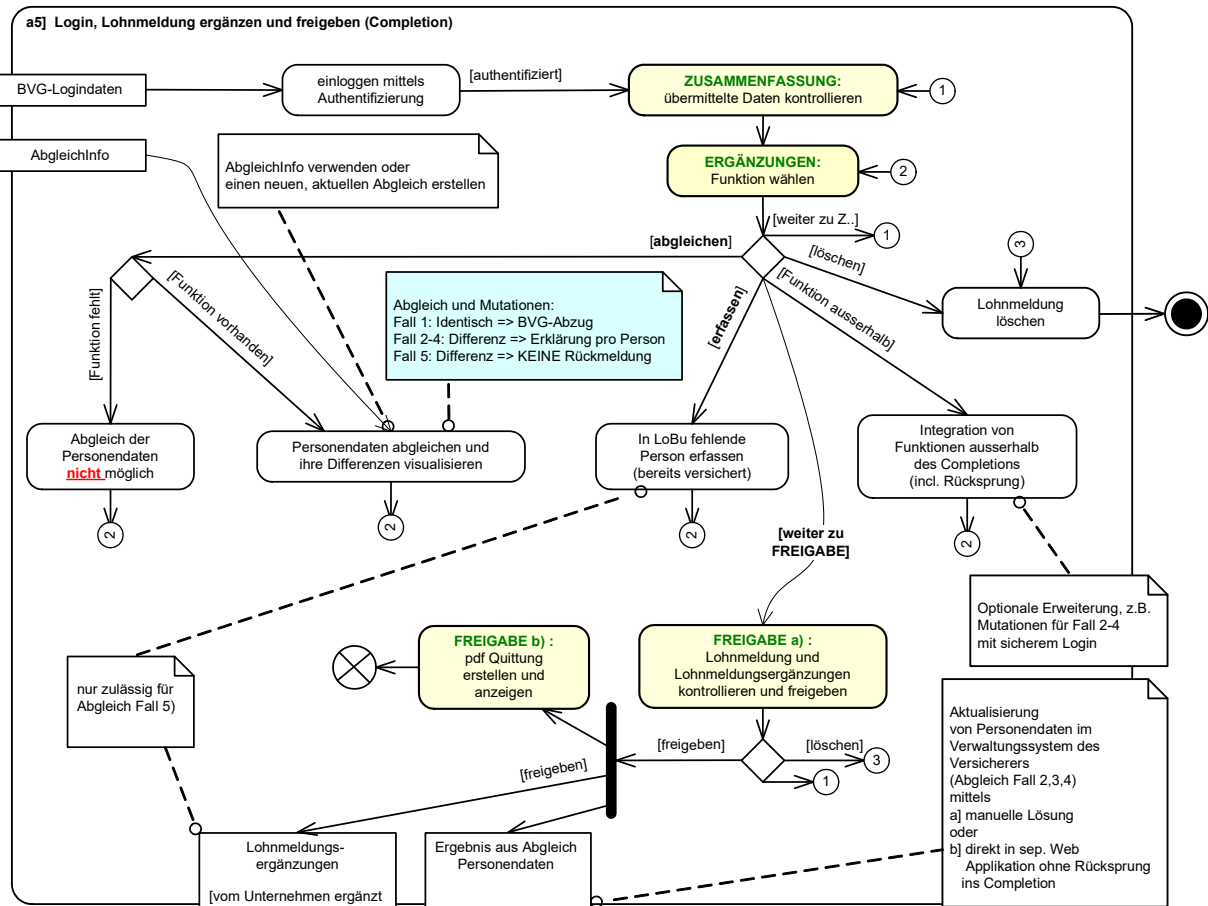 a5]  Login, Lohnmeldung ergänzen und freigeben (Completion)
BVG-Logindaten
einloggen mittels
Authentifizierung
[authentifiziert]
ZUSAMMENFASSUNG:
übermittelte Daten kontrollieren
1
AbgleichInfo
AbgleichInfo verwenden oder
einen neuen, aktuellen Abgleich erstellen
ERGÄNZUNGEN:
Funktion wählen
2
[weiter zu Z..]
1
[abgleichen]
[löschen]
3
[Funktion fehlt]
[Funktion vorhanden]
Abgleich und Mutationen:
Fall 1: Identisch => BVG-Abzug
Fall 2-4: Differenz => Erklärung pro Person
Fall 5: Differenz => KEINE Rückmeldung
[erfassen]
[Funktion ausserhalb]
Lohnmeldung
löschen
Abgleich der
Personendaten
nicht möglich
Personendaten abgleichen und
ihre Differenzen visualisieren
In LoBu fehlende
Person erfassen
(bereits versichert)
Integration von
Funktionen ausserhalb
des Completions
(incl. Rücksprung)
2
2
2
2
[weiter zu
FREIGABE]
Optionale Erweiterung, z.B.
Mutationen für Fall 2-4
mit sicherem Login
FREIGABE b) :
pdf Quittung
erstellen und
anzeigen
FREIGABE a) :
Lohnmeldung und
Lohnmeldungsergänzungen
kontrollieren und freigeben
nur zulässig für
Abgleich Fall 5)
[freigeben]
[löschen]
3
1
[freigeben]
Aktualisierung
von Personendaten im
Verwaltungssystem des
Versicherers
(Abgleich Fall 2,3,4)
mittels
a] manuelle Lösung
oder
b] direkt in sep. Web
Applikation ohne Rücksprung
ins Completion
Lohnmeldungs-
ergänzungen
[vom Unternehmen ergänzt
Ergebnis aus Abgleich
Personendaten